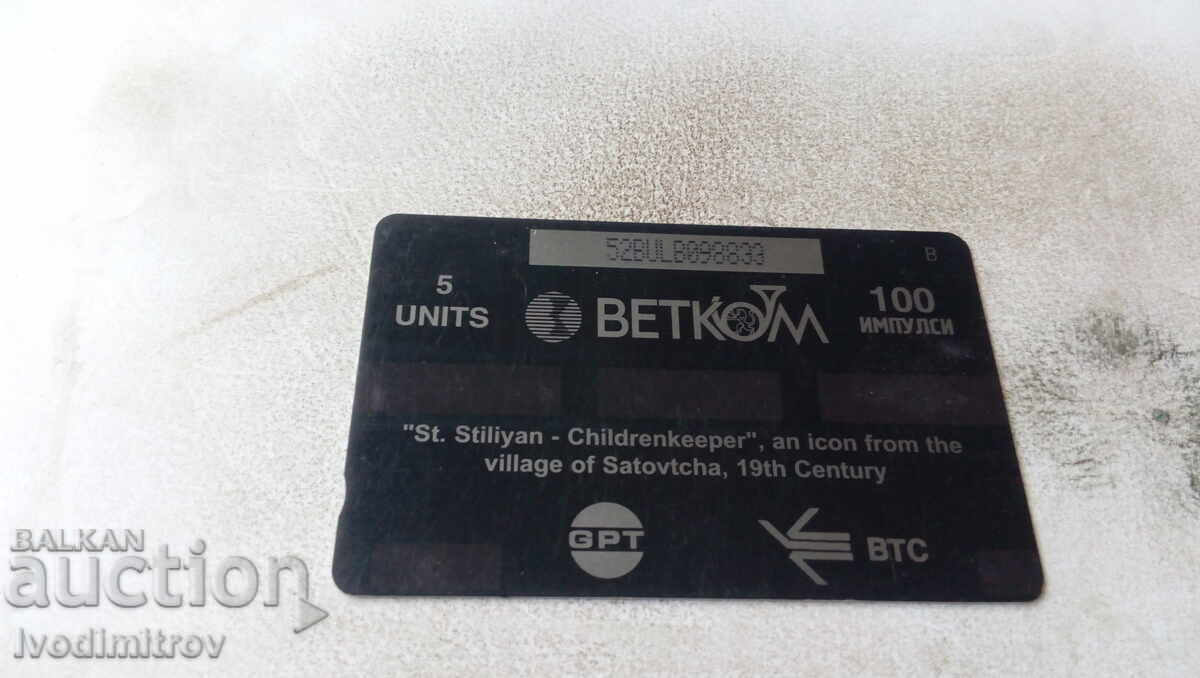 52BULB098833
B
5
UNITS
BETKOM
100
ИМПУЛСИ
"St. Stiliyan - Childrenkeeper", an icon from the
village of Satovtcha, 19th Century
GPT
BTC
BALKAN
auction
Ivodimitrov